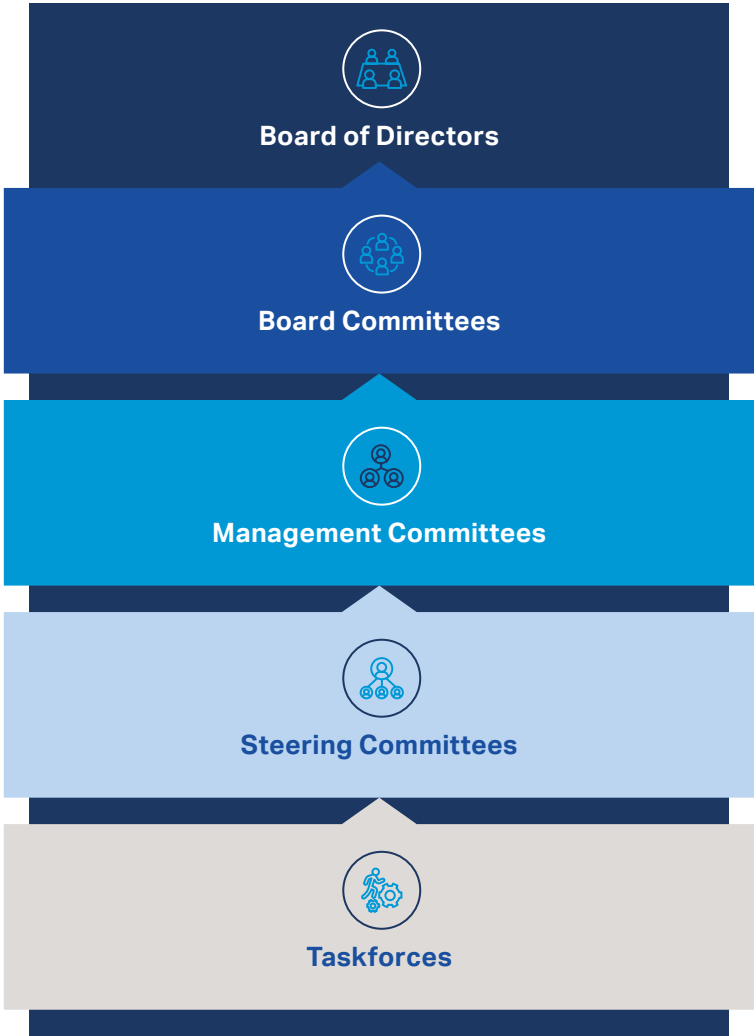 Board of Directors
Board Committees
Management Committees
Steering Committees
Taskforces